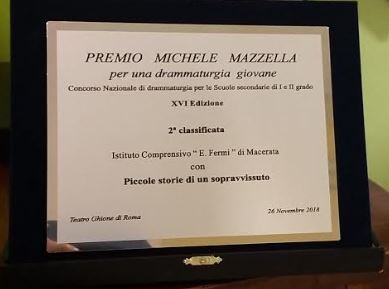 PREMIO MICHELE MAZZELLA
per una drammaturgia giovane
Concorso Nazionale di drammaturgia per le Scuole secondarie di I e II grado
XVI Edizione
2ª classificata
Istituto Comprensivo “ E. Fermi ” di Macerata
con
Piccole storie di un sopravvissuto
Teatro Ghione di Roma
26 Novembre 2018